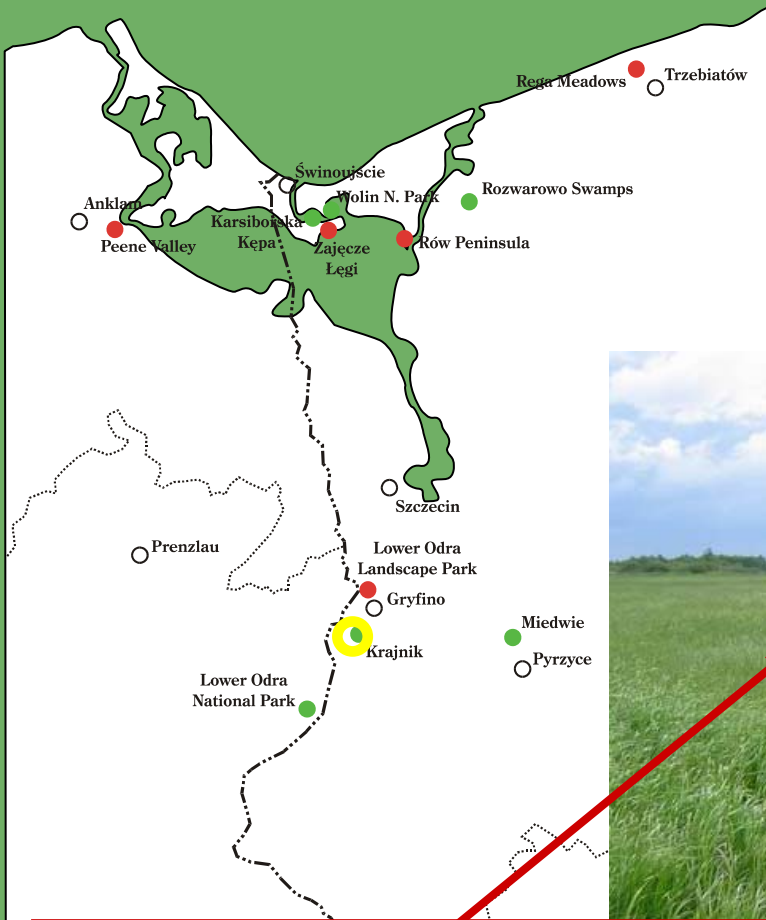 Rega Meadows
Trzebiatów
Świnoujście
Wolin N. Park
Rozwarowo Swamps
Anklam
Karsiborska
Kępa
Peene Valley
Zajęcze
Łęgi
Rów Peninsula
Szczecin
Prenzlau
Lower Odra
Landscape Park
Gryfino
Miedwie
Krajnik
Pyrzyce
Lower Odra
National Park